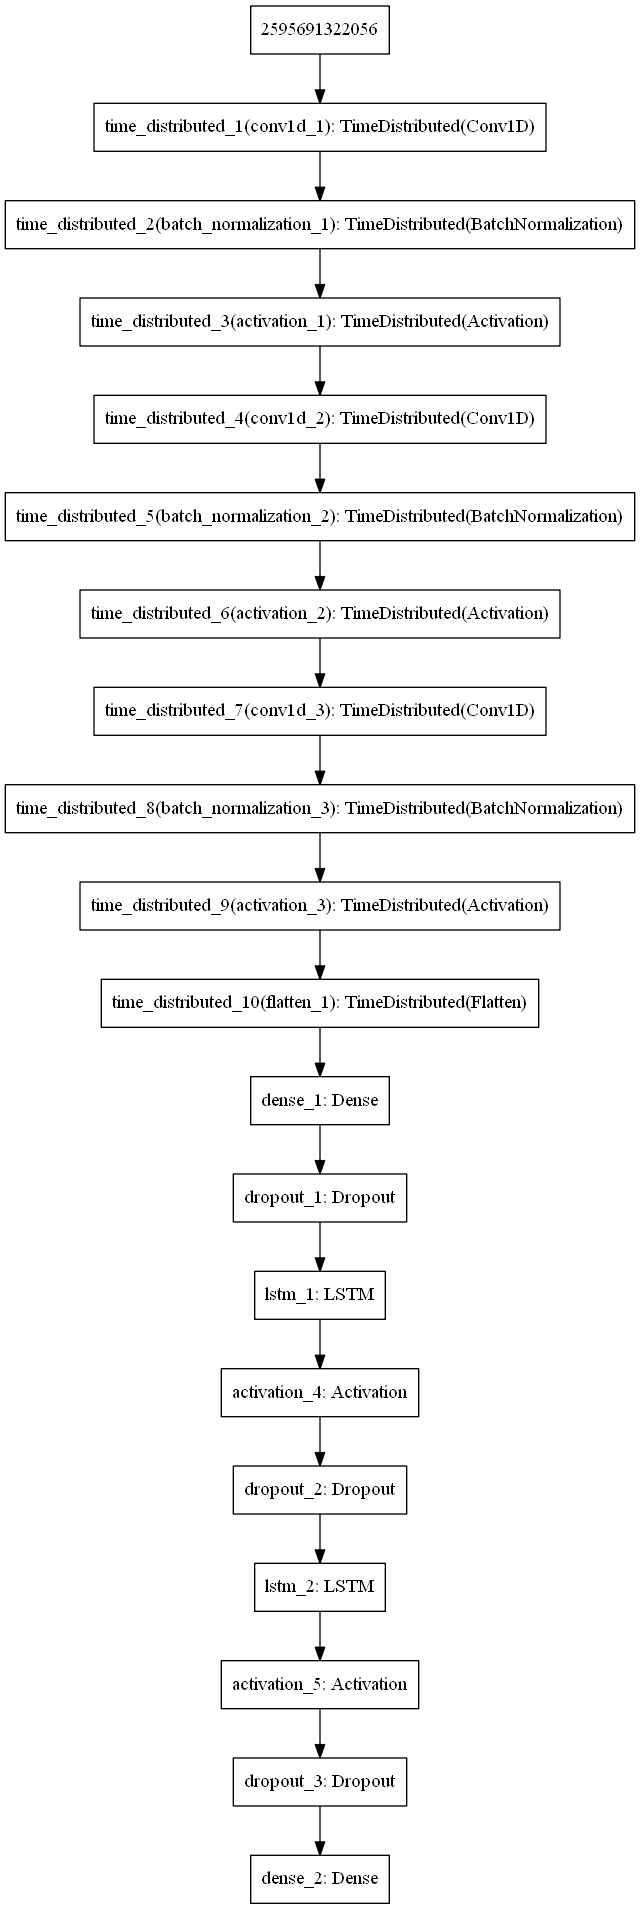 2595691322056
time_distributed_1(conv1d_1): TimeDistributed(Conv1D)
time_distributed_2(batch_normalization_1): TimeDistributed(BatchNormalization)
time_distributed_3(activation_1): TimeDistributed(Activation)
time_distributed_4(conv1d_2): TimeDistributed(Conv1D)
time_distributed_5(batch_normalization_2): TimeDistributed(BatchNormalization)
time_distributed_6(activation_2): TimeDistributed(Activation)
time_distributed_7(conv1d_3): TimeDistributed(Conv1D)
time_distributed_8(batch_normalization_3): TimeDistributed(BatchNormalization)
time_distributed_9(activation_3): TimeDistributed(Activation)
time_distributed_10(flatten_1): TimeDistributed(Flatten)
dense_1: Dense
dropout_1: Dropout
lstm_1: LSTM
activation_4: Activation
dropout_2: Dropout
lstm_2: LSTM
activation_5: Activation
dropout_3: Dropout
dense_2: Dense